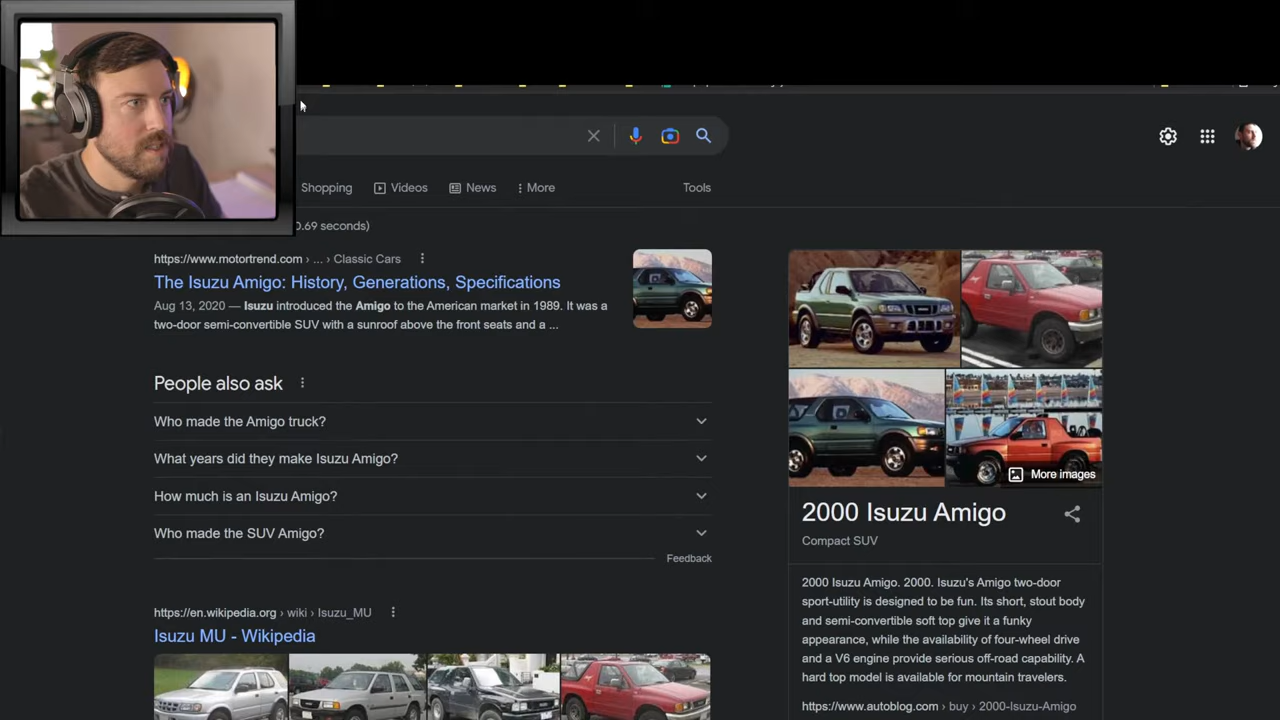 Shopping
Videos
News
More
Tools
0.69 seconds)
https://www.motortrend.com › ... › Classic Cars
The Isuzu Amigo: History, Generations, Specifications
Aug 13, 2020 — Isuzu introduced the Amigo to the American market in 1989. It was a
two-door semi-convertible SUV with a sunroof above the front seats and a ...
People also ask
Who made the Amigo truck?
What years did they make Isuzu Amigo?
How much is an Isuzu Amigo?
Who made the SUV Amigo?
Feedback
https://en.wikipedia.org › wiki › Isuzu_MU
Isuzu MU - Wikipedia
More images
2000 Isuzu Amigo
Compact SUV
2000 Isuzu Amigo. 2000. Isuzu's Amigo two-door
sport-utility is designed to be fun. Its short, stout body
and semi-convertible soft top give it a funky
appearance, while the availability of four-wheel drive
and a V6 engine provide serious off-road capability. A
hard top model is available for mountain travelers.
https://www.autoblog.com › buy › 2000-Isuzu-Amigo